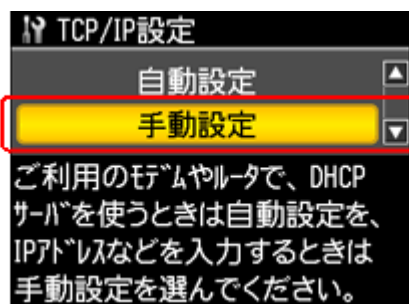 TCP/IP設定
自動設定
手動設定
ご利用のﾓﾃﾞﾑやﾙｰﾀで、DHCP
ｻｰﾊﾞを使うときは自動設定を、
IPｱﾄﾞﾚｽなどを入力するときは
手動設定を選んでください。